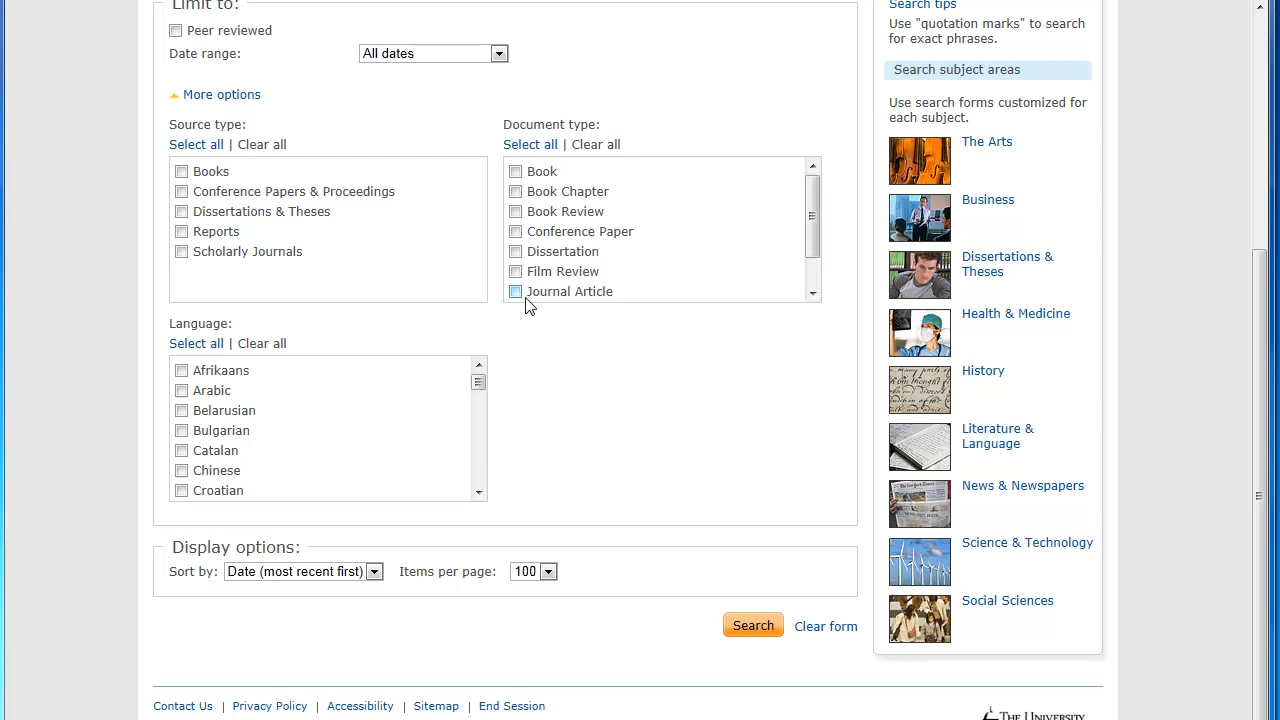 Limit to:
Peer reviewed
Date range: All dates
More options
Source type:
Select all | Clear all
Books
Conference Papers & Proceedings
Dissertations & Theses
Reports
Scholarly Journals
Document type:
Select all | Clear all
Book
Book Chapter
Book Review
Conference Paper
Dissertation
Film Review
Journal Article
Language:
Select all | Clear all
Afrikaans
Arabic
Belarusian
Bulgarian
Catalan
Chinese
Croatian
Display options:
Sort by: Date (most recent first) Items per page: 100
Search Clear form
Search tips
Use "quotation marks" to search
for exact phrases.
Search subject areas
Use search forms customized for
each subject.
The Arts
Business
Dissertations &
Theses
Health & Medicine
History
Literature &
Language
News & Newspapers
Science & Technology
Social Sciences
Contact Us | Privacy Policy | Accessibility | Sitemap | End Session
THE UNIVERSITY